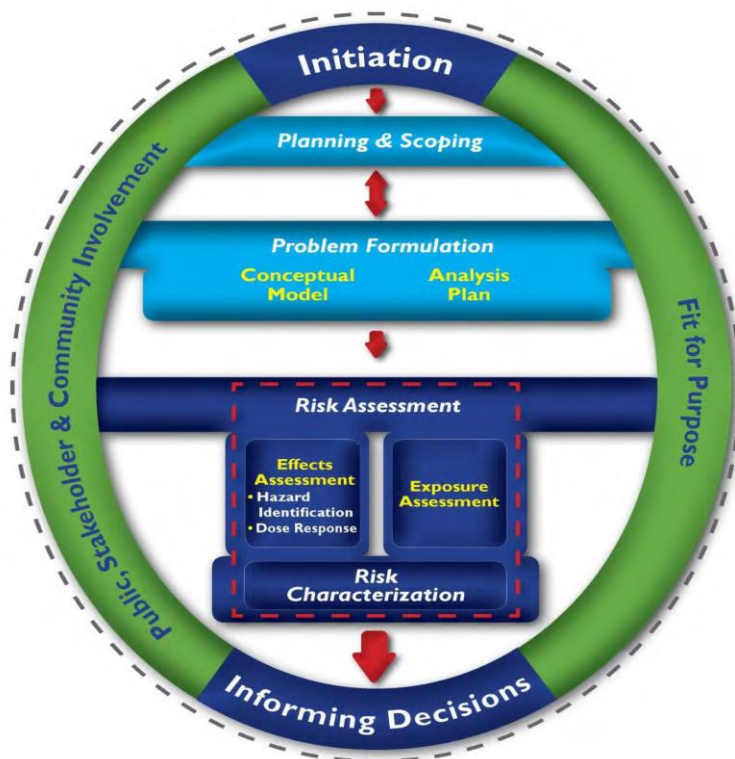 Initiation
Planning & Scoping
Problem Formulation
Conceptual
Model
Analysis
Plan
Risk Assessment
Effects
Assessment
• Hazard
Identification
• Dose Response
Exposure
Assessment
Risk
Characterization
Informing Decisions
Public, Stakeholder & Community Involvement
Fit for Purpose